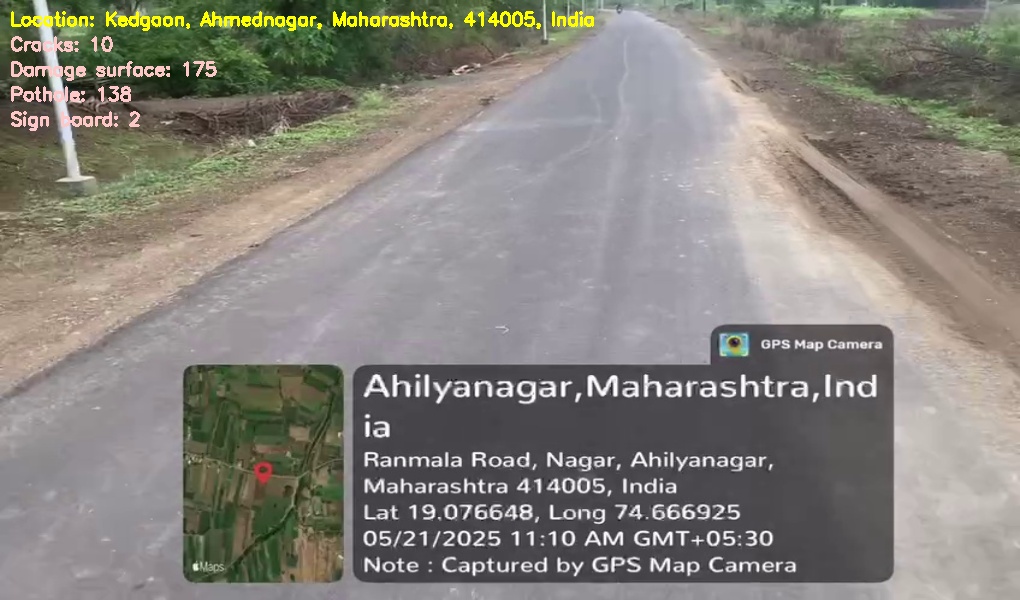 Location: Kedgaon, Ahmednagar, Maharashtra, 414005, India
Cracks: 10
Damage surface: 175
Pothole: 138
Sign board: 2
GPS Map Camera
Ahilyanagar,Maharashtra,Ind
ia
Ranmala Road, Nagar, Ahilyanagar,
Maharashtra 414005, India
Lat 19.076648, Long 74.666925
05/21/2025 11:10 AM GMT+05:30
Note : Captured by GPS Map Camera
Maps